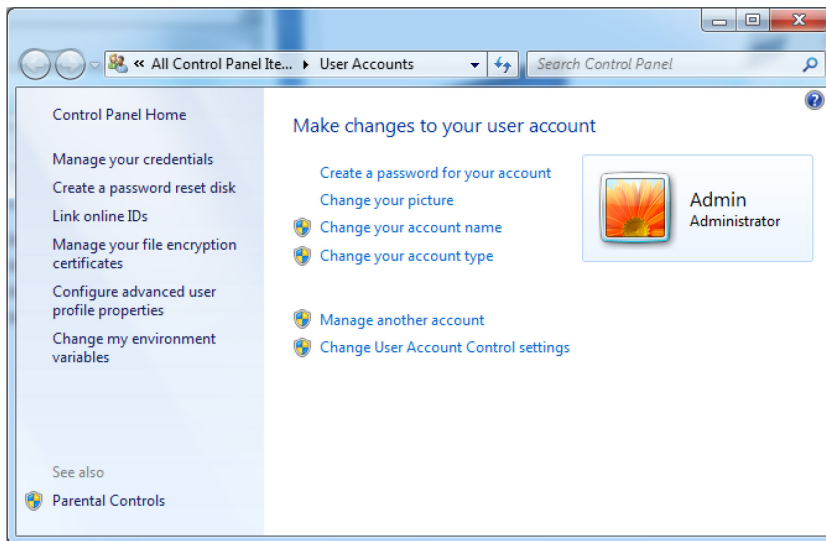 « All Control Panel Ite... User Accounts
Search Control Panel
Control Panel Home
Manage your credentials
Create a password reset disk
Link online IDs
Manage your file encryption
certificates
Configure advanced user
profile properties
Change my environment
variables
See also
Parental Controls
Make changes to your user account
Create a password for your account
Change your picture
Change your account name
Change your account type
Manage another account
Change User Account Control settings
Admin
Administrator